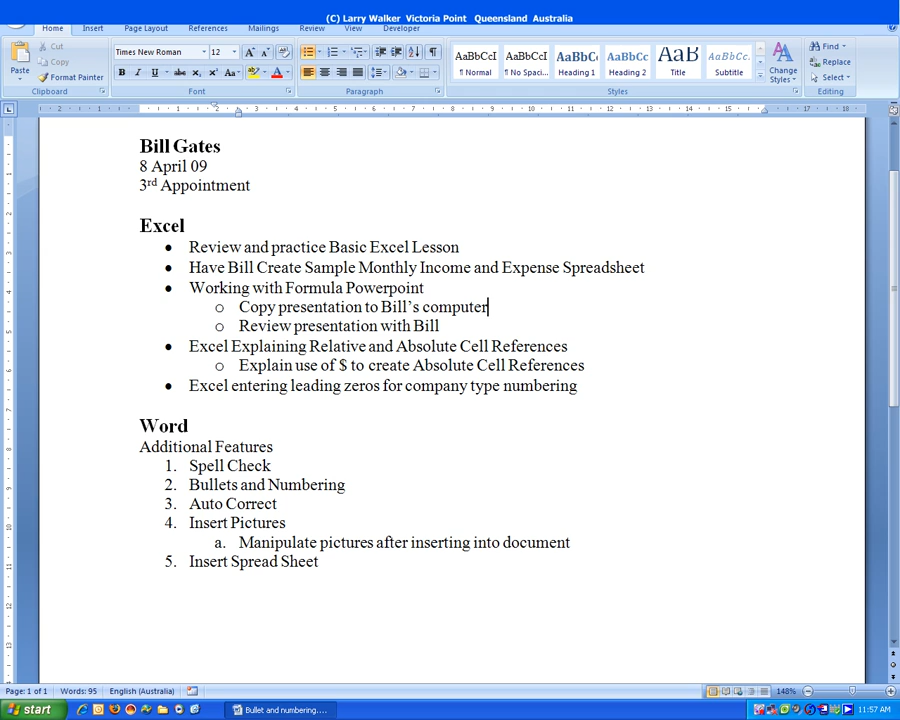 (C) Larry Walker Victoria Point Queensland Australia
Home Insert Page Layout References Mailings Review View Developer
Cut
Copy
Format Painter
Paste
Clipboard
Times New Roman 12
Font
Paragraph
AaBbCcI AaBbCcI AaBbC AaBbCc AaB AaBbCc.
¶ Normal ¶ No Spaci... Heading 1 Heading 2 Title Subtitle
Change Styles
Styles
Find
Replace
Select
Editing
Bill Gates
8 April 09
3rd Appointment
Excel
• Review and practice Basic Excel Lesson
• Have Bill Create Sample Monthly Income and Expense Spreadsheet
• Working with Formula Powerpoint
o Copy presentation to Bill’s computer
o Review presentation with Bill
• Excel Explaining Relative and Absolute Cell References
o Explain use of $ to create Absolute Cell References
• Excel entering leading zeros for company type numbering
Word
Additional Features
1. Spell Check
2. Bullets and Numbering
3. Auto Correct
4. Insert Pictures
a. Manipulate pictures after inserting into document
5. Insert Spread Sheet
Page: 1 of 1 Words: 95 English (Australia) 148%
start Bullet and numbering.... 11:57 AM